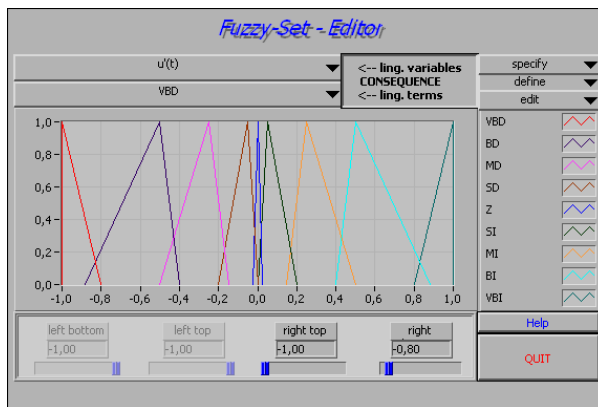 Fuzzy-Set - Editor
u'(t)
<-- ling. variables
CONSEQUENCE
<-- ling. terms
VBD
specify
define
edit
1,0
0,8
0,6
0,4
0,2
0,0
-1,0 -0,8 -0,6 -0,4 -0,2 0,0 0,2 0,4 0,6 0,8 1,0
VBD
BD
MD
SD
Z
SI
MI
BI
VBI
left bottom
-1,00
left top
-1,00
right top
-1,00
right
-0,80
Help
QUIT